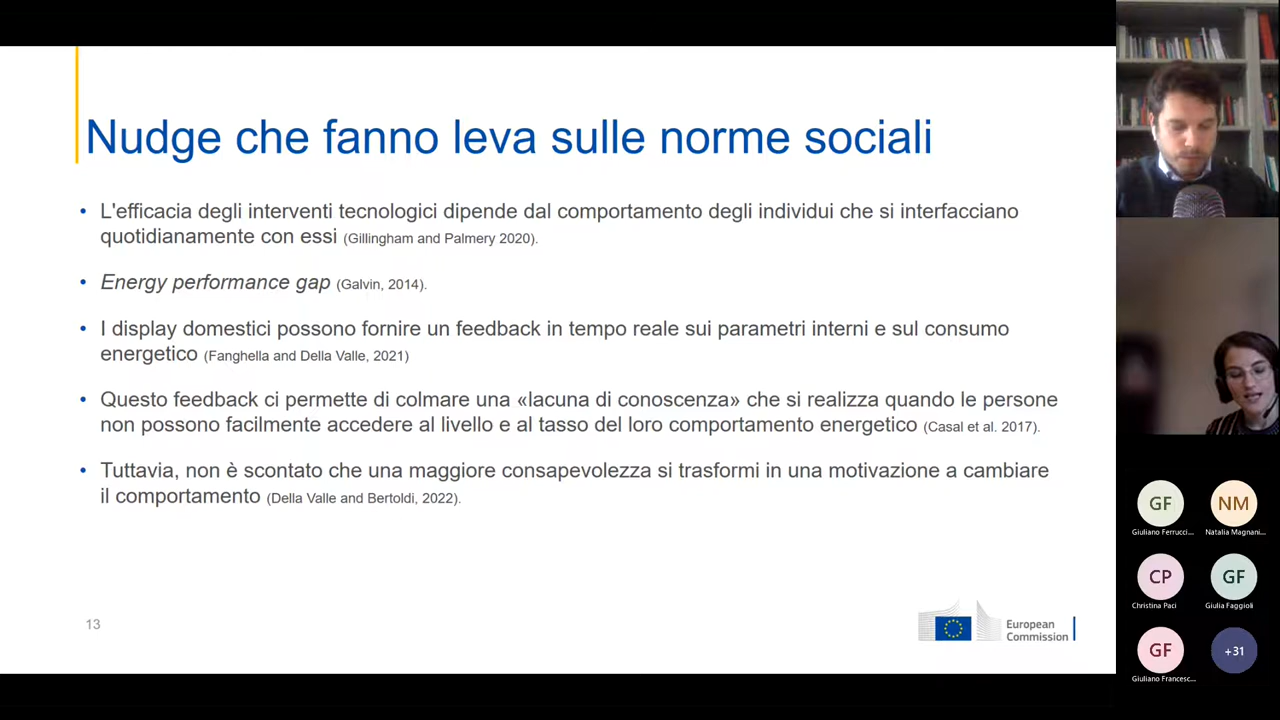 Nudge che fanno leva sulle norme sociali
• L'efficacia degli interventi tecnologici dipende dal comportamento degli individui che si interfacciano
quotidianamente con essi (Gillingham and Palmery 2020).
• Energy performance gap (Galvin, 2014).
• I display domestici possono fornire un feedback in tempo reale sui parametri interni e sul consumo
energetico (Fanghella and Della Valle, 2021)
• Questo feedback ci permette di colmare una «lacuna di conoscenza» che si realizza quando le persone
non possono facilmente accedere al livello e al tasso del loro comportamento energetico (Casal et al. 2017).
• Tuttavia, non è scontato che una maggiore consapevolezza si trasformi in una motivazione a cambiare
il comportamento (Della Valle and Bertoldi, 2022).
13
European
Commission
GF
NM
Giuliano Ferrucci...
Natalia Magnani...
CP
GF
Christina Paci
Giulia Faggioli
GF
+31
Giuliano Francesc...